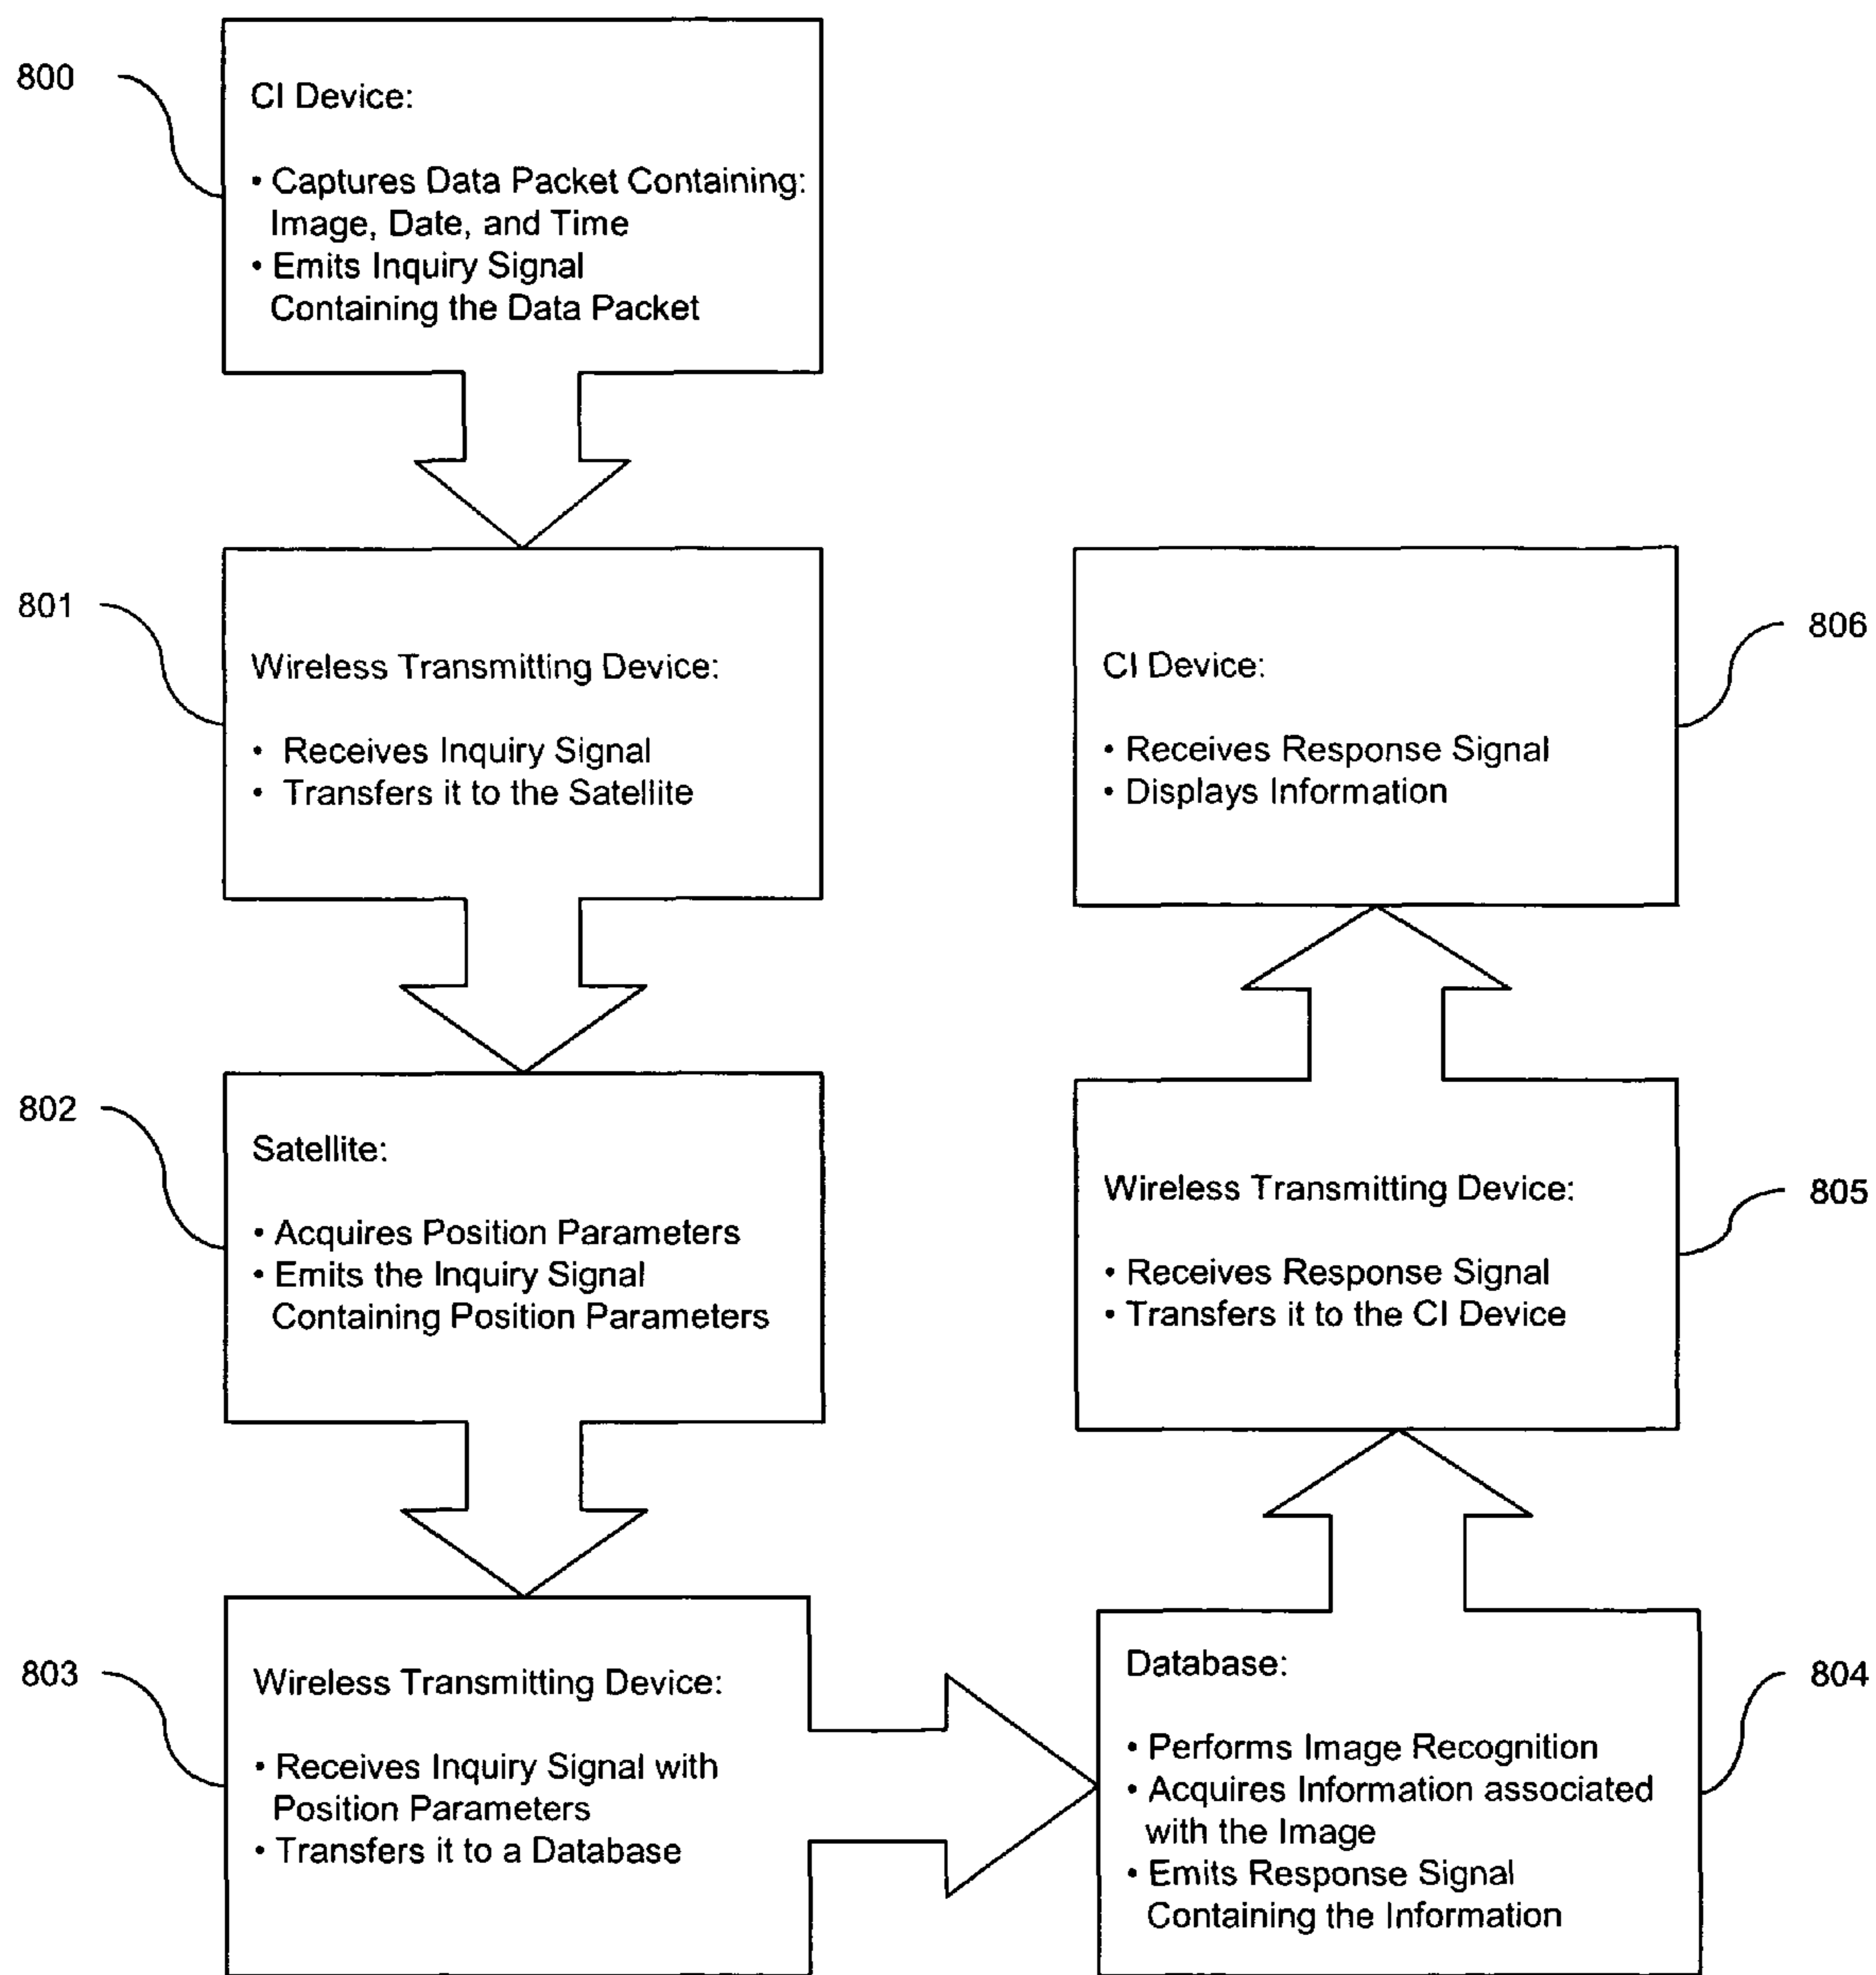 800
CI Device:
• Captures Data Packet Containing:
Image, Date, and Time
• Emits Inquiry Signal
Containing the Data Packet
801
Wireless Transmitting Device:
• Receives Inquiry Signal
• Transfers it to the Satellite
802
Satellite:
• Acquires Position Parameters
• Emits the Inquiry Signal
Containing Position Parameters
803
Wireless Transmitting Device:
• Receives Inquiry Signal with
Position Parameters
• Transfers it to a Database
804
Database:
• Performs Image Recognition
• Acquires Information associated
with the Image
• Emits Response Signal
Containing the Information
805
Wireless Transmitting Device:
• Receives Response Signal
• Transfers it to the CI Device
806
CI Device:
• Receives Response Signal
• Displays Information